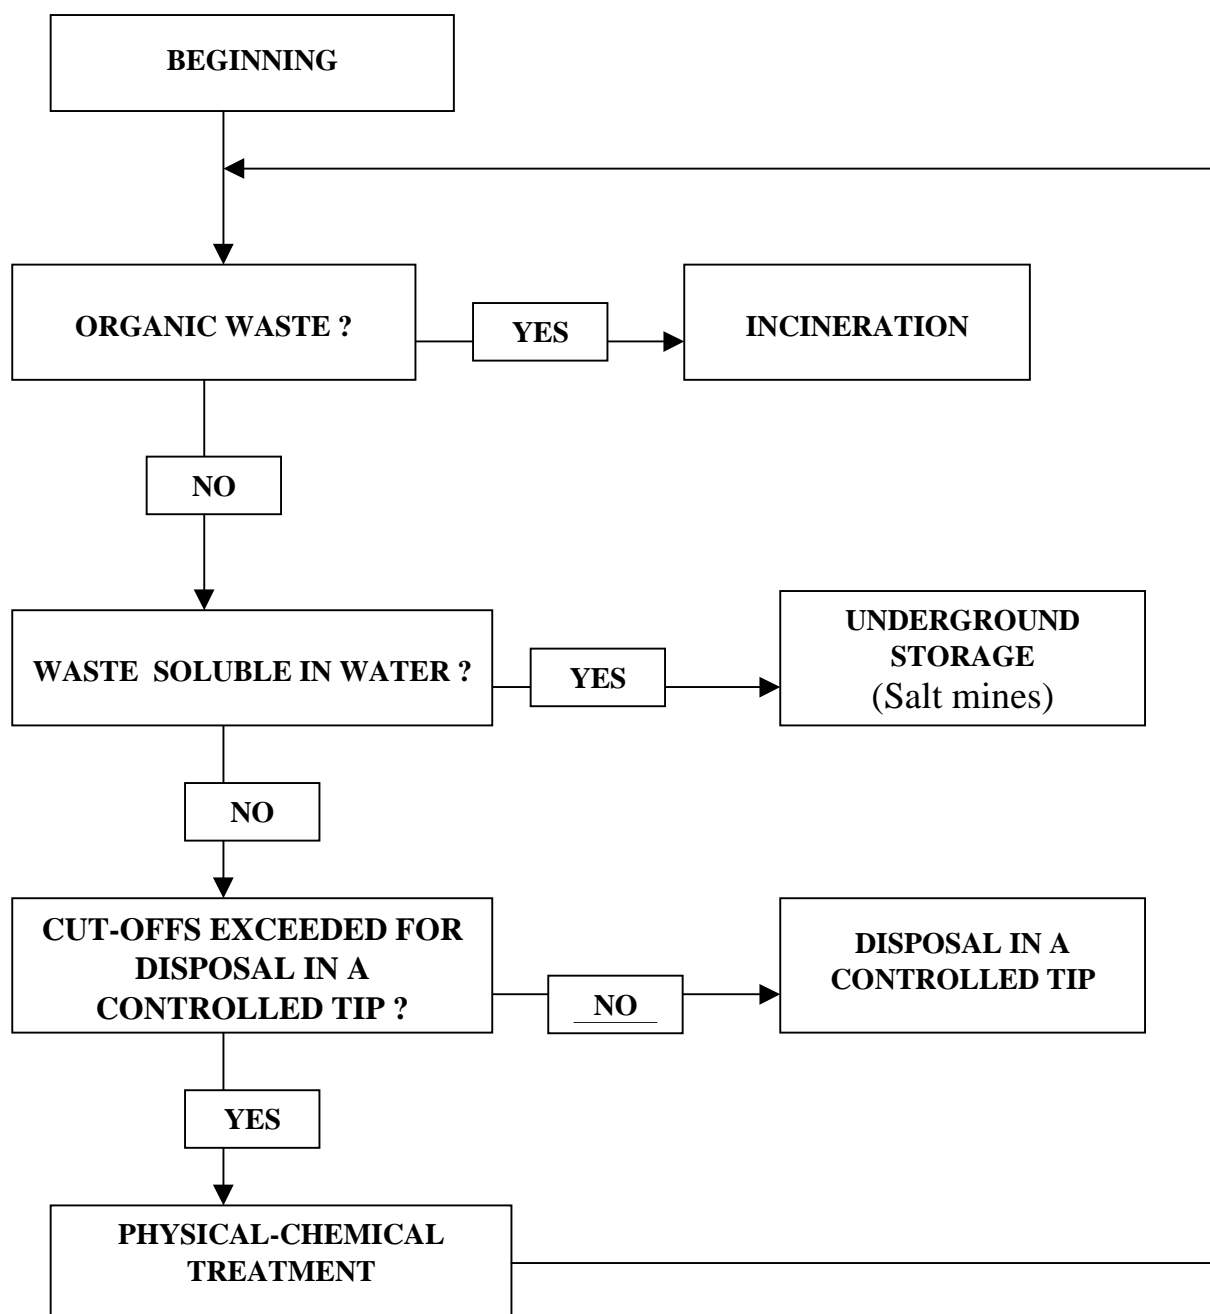 BEGINNING
ORGANIC WASTE ?
YES
INCINERATION
NO
WASTE  SOLUBLE IN WATER ?
YES
UNDERGROUND
STORAGE
(Salt mines)
NO
CUT-OFFS EXCEEDED FOR
DISPOSAL IN A
CONTROLLED TIP ?
NO
DISPOSAL IN A
CONTROLLED TIP
YES
PHYSICAL-CHEMICAL
TREATMENT